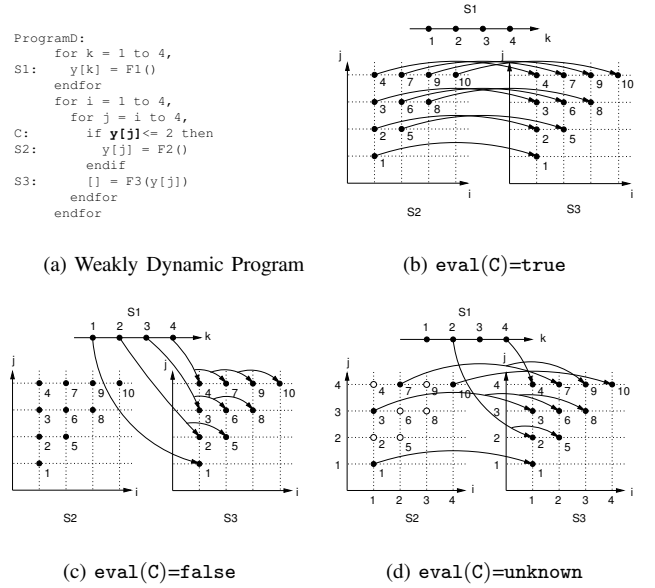 ProgramD:
for k = 1 to 4,
S1: y[k] = F1()
endfor
for i = 1 to 4,
for j = i to 4,
C: if y[j]<= 2 then
S2: y[j] = F2()
endif
S3: [] = F3(y[j])
endfor
endfor
(a) Weakly Dynamic Program
S1
1 2 3 4 k
j j
4 7 9 10 4 7 9 10
3 6 8 3 6 8
2 5 2 5
1 1
i i
S2 S3
(b) eval(C)=true
S1
1 2 3 4 k
j j
4 7 9 10 4 7 9 10
3 6 8 3 6 8
2 5 2 5
1 1
i i
S2 S3
(c) eval(C)=false
S1
1 2 3 4 k
j j
4 4 7 9 10 4 4 7 9 10
3 3 6 8 3 3 6 8
2 2 5 2 2 5
1 1 1 1
1 2 3 4 i 1 2 3 4 i
S2 S3
(d) eval(C)=unknown